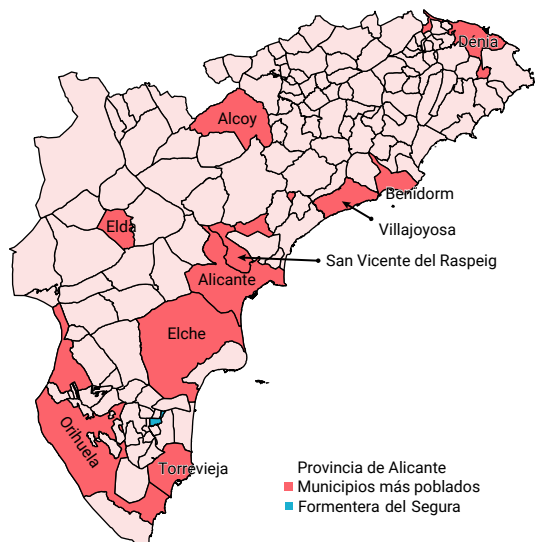 Dénia
Alcoy
Benidorm
Elda
Villajoyosa
San Vicente del Raspeig
Alicante
Elche
Orihuela
Torrevieja
Provincia de Alicante
Municipios más poblados
Formentera del Segura